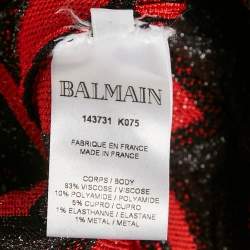 BALMAIN
143731 K075
FABRIQUE EN FRANCE
MADE IN FRANCE
CORPS / BODY
83% VISCOSE / VISCOSE
10% POLYAMIDE / POLYAMIDE
5% CUPRO / CUPRO
1% ELASTHANNE / ELASTANE
1% METAL / METAL